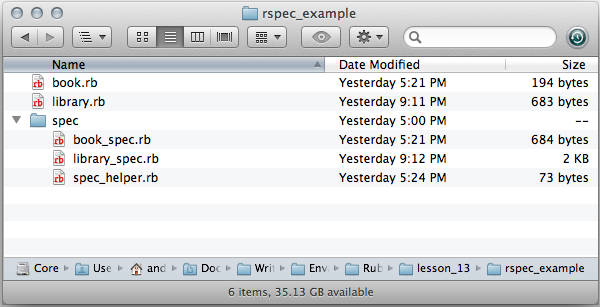 rspec_example
Name Date Modified Size
book.rb Yesterday 5:21 PM 194 bytes
library.rb Yesterday 9:11 PM 683 bytes
spec Yesterday 5:00 PM --
book_spec.rb Yesterday 5:21 PM 684 bytes
library_spec.rb Yesterday 9:12 PM 2 KB
spec_helper.rb Yesterday 5:24 PM 73 bytes
Core Use and Doc Writ Env Rub lesson_13 rspec_example
6 items, 35.13 GB available